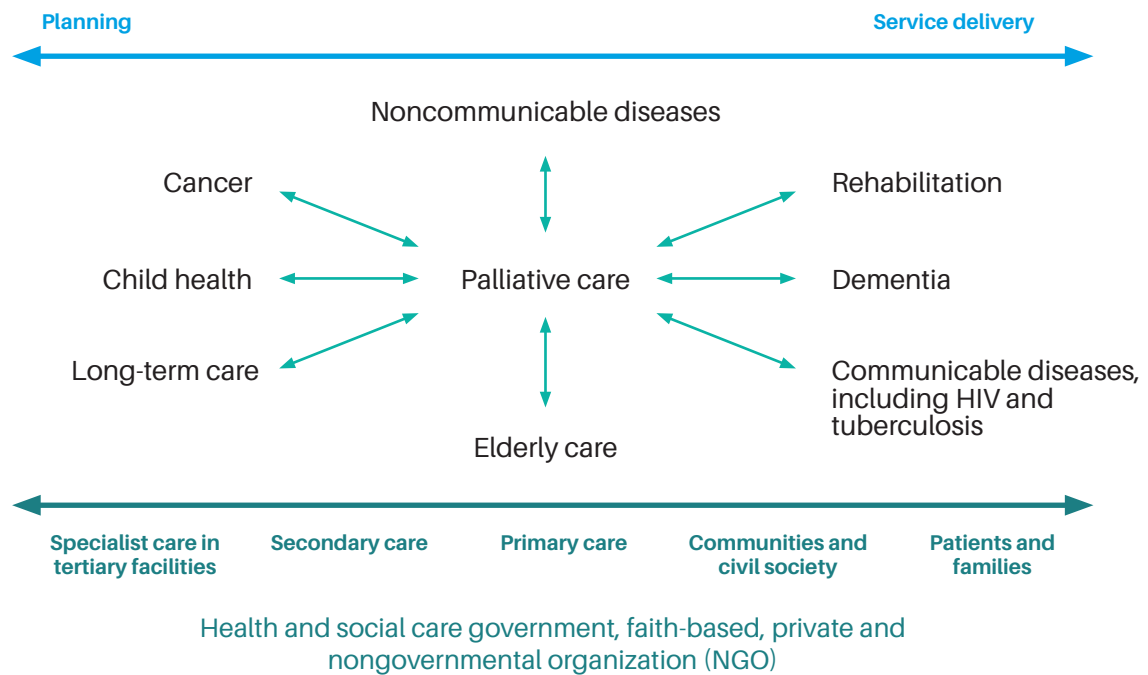 Planning
Service delivery
Noncommunicable diseases
Cancer
Rehabilitation
Child health
Palliative care
Dementia
Long-term care
Communicable diseases,
including HIV and
tuberculosis
Elderly care
Specialist care in
tertiary facilities
Secondary care
Primary care
Communities and
civil society
Patients and
families
Health and social care government, faith-based, private and
nongovernmental organization (NGO)